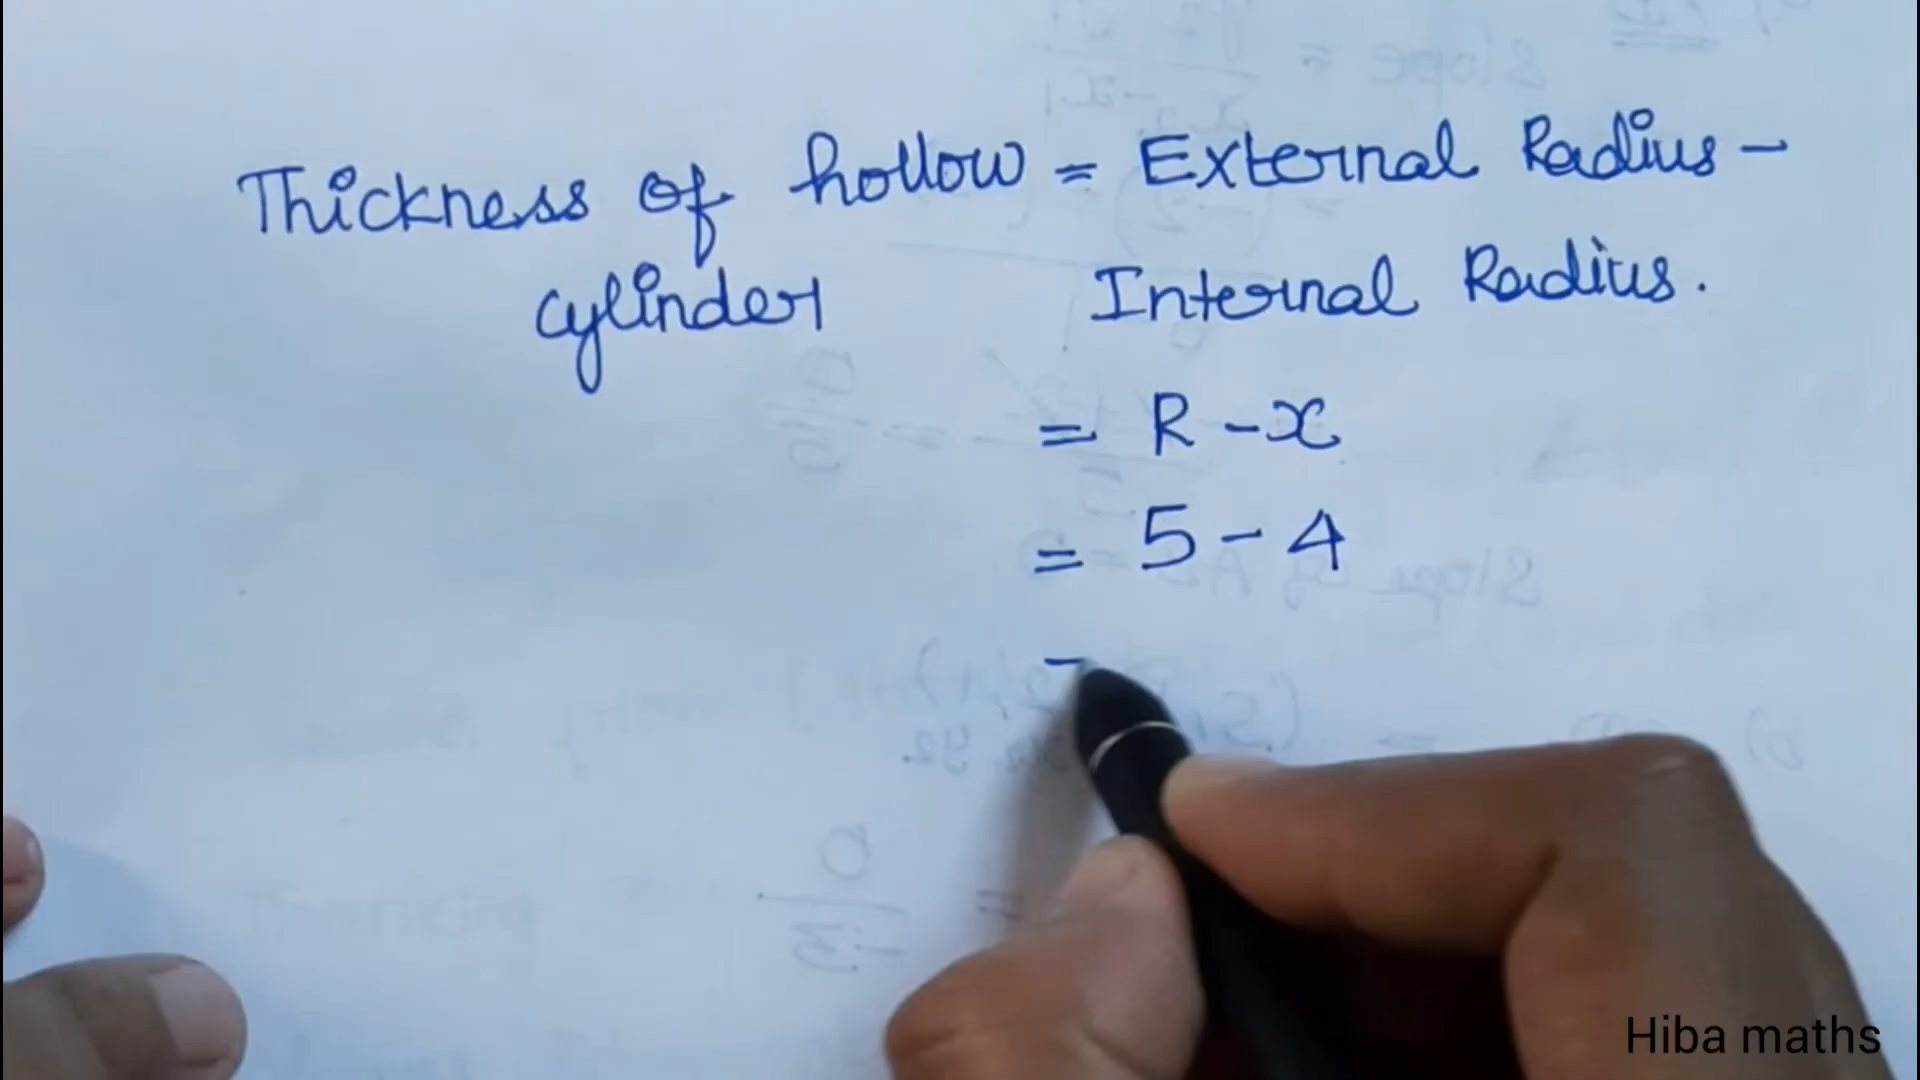 Thickness of hollow = External Radius -
cylinder Internal Radius.
= R - x
= 5 - 4
-
Hiba maths